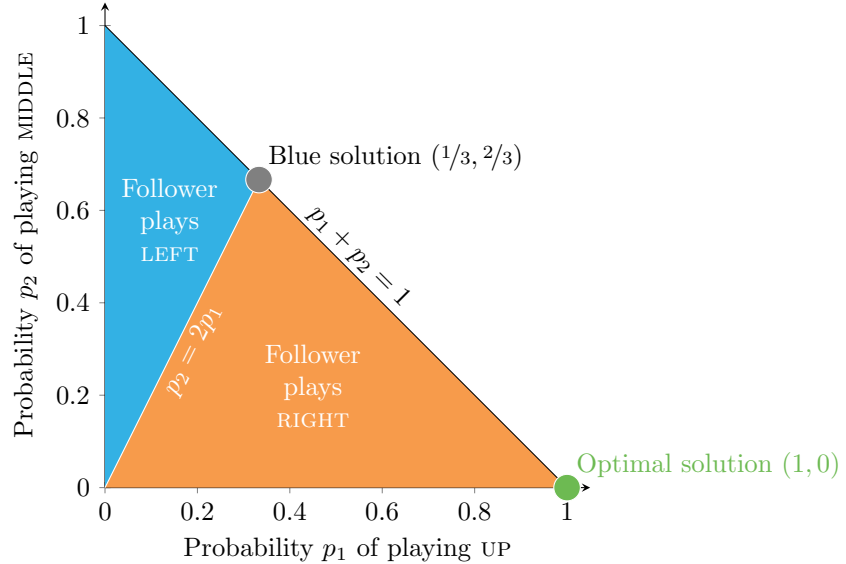 1
0.8
0.6
0.4
0.2
0
Probability p₂ of playing MIDDLE
Blue solution (1/3, 2/3)
Follower
plays
LEFT
p₁ + p₂ = 1
p₂ = 2p₁
Follower
plays
RIGHT
Optimal solution (1, 0)
0
0.2
0.4
0.6
0.8
1
Probability p₁ of playing UP